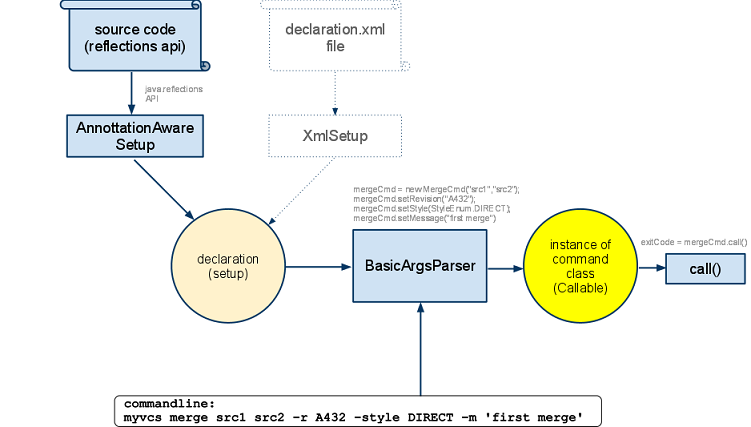 source code
(reflections api)
declaration.xml
file
java reflections
API
AnnottationAware
Setup
XmlSetup
mergeCmd = new MergeCmd("src1","src2");
mergeCmd.setRevision("A432");
mergeCmd.setStyle(StyleEnum.DIRECT);
mergeCmd.setMessage("first merge")
declaration
(setup)
BasicArgsParser
instance of
command
class
(Callable)
exitCode = mergeCmd.call()
call()
commandline:
myvcs merge src1 src2 -r A432 -style DIRECT -m 'first merge'